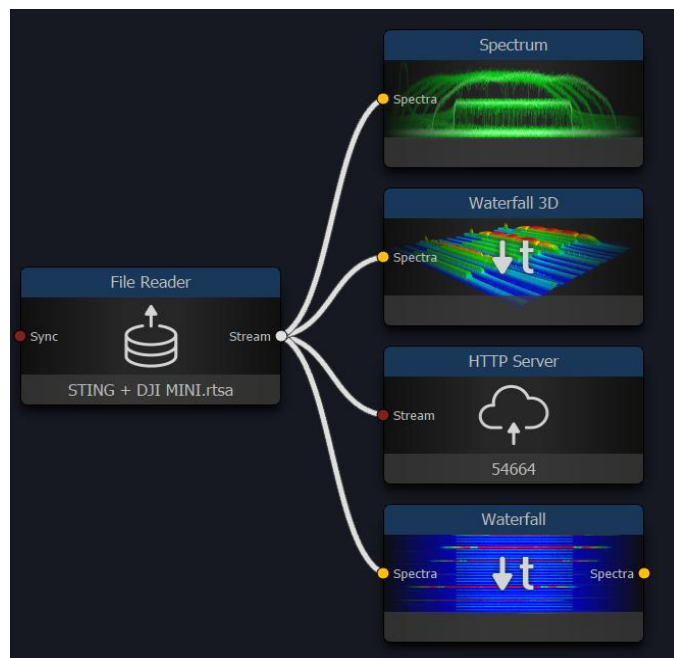 Spectrum
Spectra
Waterfall 3D
Spectra
t
File Reader
Sync
Stream
STING + DJI MINI.rtsa
HTTP Server
Stream
54664
Waterfall
Spectra
t
Spectra